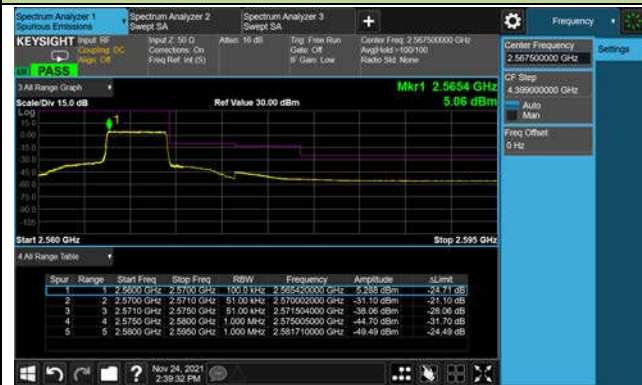 Spectrum Analyzer 1
Spurious Emissions
Spectrum Analyzer 2
Swept SA
Spectrum Analyzer 3
Swept SA
+
Frequency
KEYSIGHT
Input: RF
Coupling: DC
Align: Off
Input Z: 50 Ω
Corrections: On
Freq Ref: Int (S)
Atten: 16 dB
Trig: Free Run
Gate: Off
IF Gain: Low
Center Freq: 2.567500000 GHz
Avg|Hold:>100/100
Radio Std: None
PASS
Center Frequency
2.567500000 GHz
Settings
CF Step
4.399000000 GHz
Auto
Man
Freq Offset
0 Hz
3 All Range Graph
Mkr1 2.5654 GHz
Scale/Div 15.0 dB
Ref Value 30.00 dBm
5.06 dBm
Log
15.0
0.00
-15.0
-30.0
-45.0
-60.0
-75.0
-90.0
-105
1
Start 2.560 GHz
Stop 2.595 GHz
4 All Range Table
Spur Range Start Freq Stop Freq RBW Frequency Amplitude ΔLimit
1 1 2.5600 GHz 2.5700 GHz 100.0 kHz 2.565420000 GHz 5.288 dBm -24.71 dB
2 2 2.5700 GHz 2.5710 GHz 51.00 kHz 2.570002000 GHz -31.10 dBm -21.10 dB
3 3 2.5710 GHz 2.5750 GHz 51.00 kHz 2.571504000 GHz -38.06 dBm -28.06 dB
4 4 2.5750 GHz 2.5800 GHz 1.000 MHz 2.575005000 GHz -44.70 dBm -31.70 dB
5 5 2.5800 GHz 2.5950 GHz 1.000 MHz 2.581710000 GHz -49.49 dBm -24.49 dB
?
Nov 24, 2021
2:39:32 PM